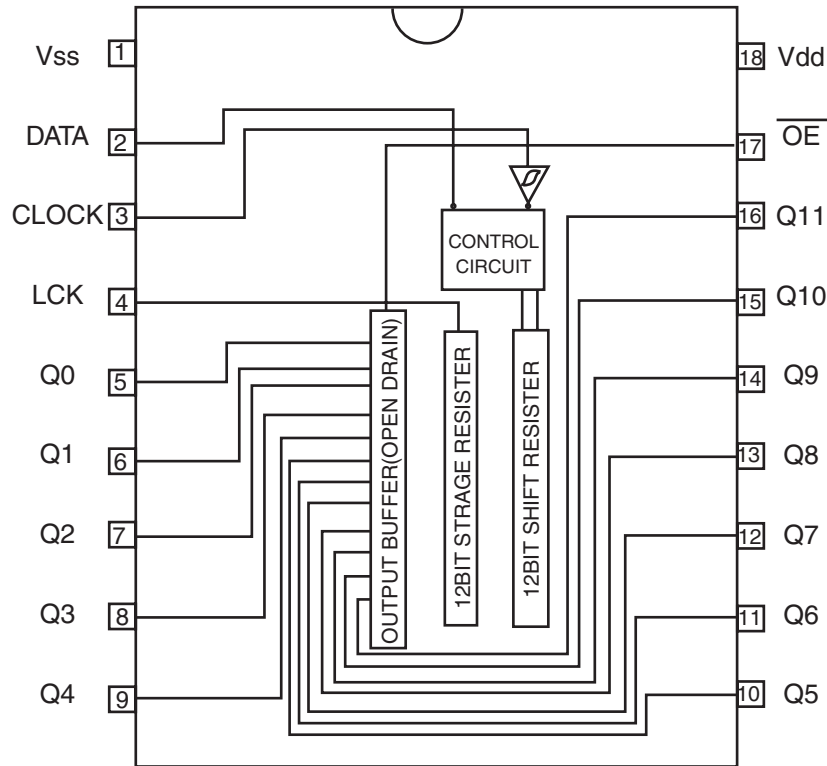 Vss 1
18 Vdd
DATA 2
17 OE
CLOCK 3
16 Q11
CONTROL
CIRCUIT
LCK 4
15 Q10
Q0 5
14 Q9
Q1 6
13 Q8
Q2 7
12 Q7
Q3 8
11 Q6
Q4 9
10 Q5
OUTPUT BUFFER(OPEN DRAIN)
12BIT STRAGE RESISTER
12BIT SHIFT RESISTER